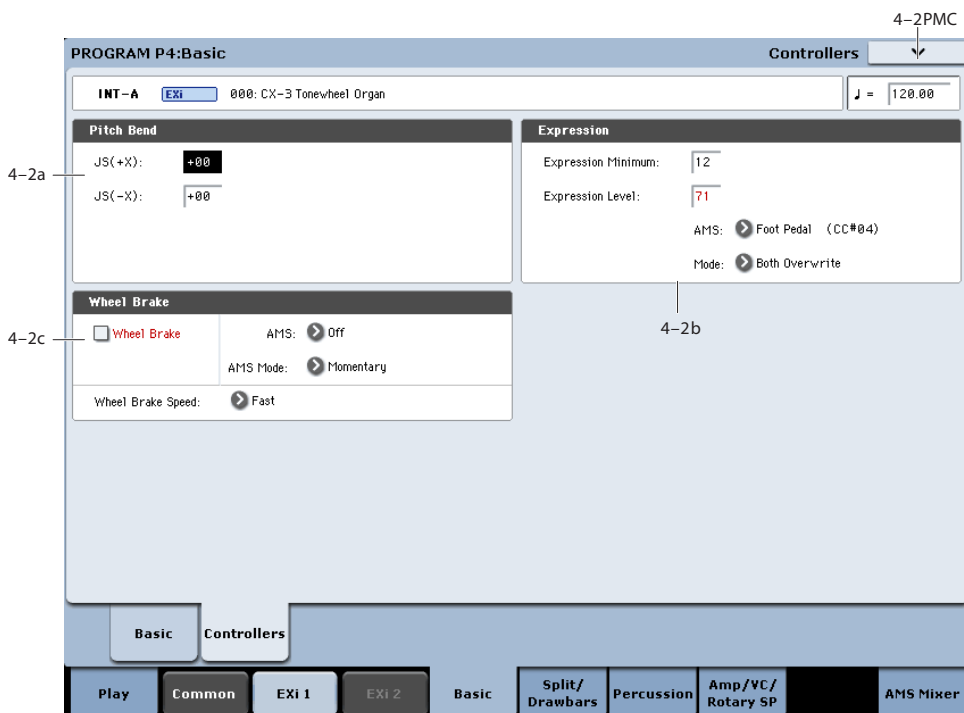 4–2PMC
PROGRAM P4:Basic
Controllers
INT-A EXi 000: CX-3 Tonewheel Organ
♩ = 120.00
Pitch Bend
JS(+X): +00
JS(-X): +00
4–2a
Expression
Expression Minimum: 12
Expression Level: 71
AMS: Foot Pedal (CC#04)
Mode: Both Overwrite
4–2b
Wheel Brake
4–2c
Wheel Brake
AMS: Off
AMS Mode: Momentary
Wheel Brake Speed: Fast
Basic
Controllers
Play
Common
EXi 1
EXi 2
Basic
Split/
Drawbars
Percussion
Amp/VC/
Rotary SP
AMS Mixer